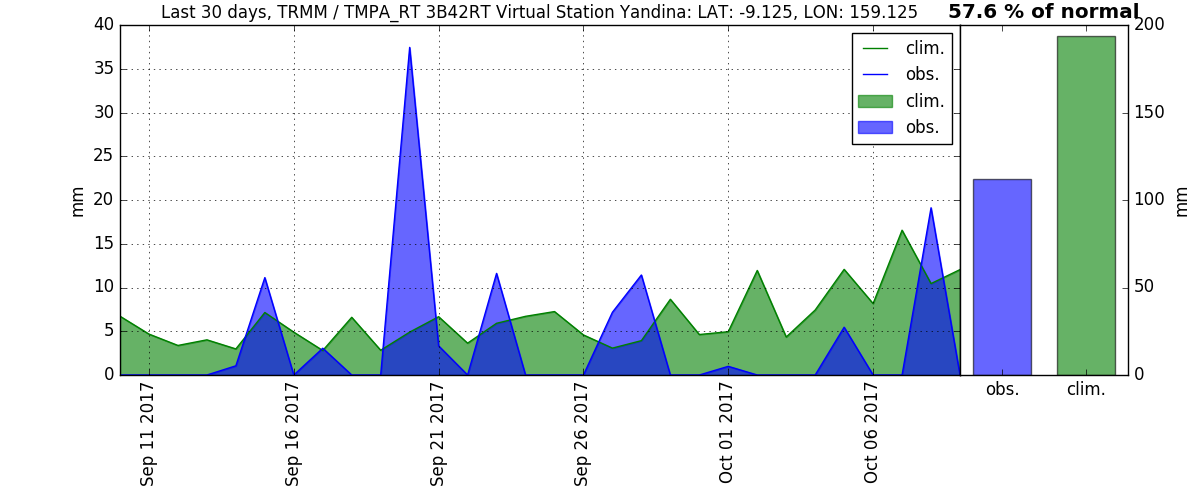 Last 30 days, TRMM / TMPA_RT 3B42RT Virtual Station Yandina: LAT: -9.125, LON: 159.125
57.6 % of normal
40
35
30
25
20
15
10
5
0
mm
clim.
obs.
clim.
obs.
200
150
100
50
0
mm
Sep 11 2017
Sep 16 2017
Sep 21 2017
Sep 26 2017
Oct 01 2017
Oct 06 2017
obs.
clim.